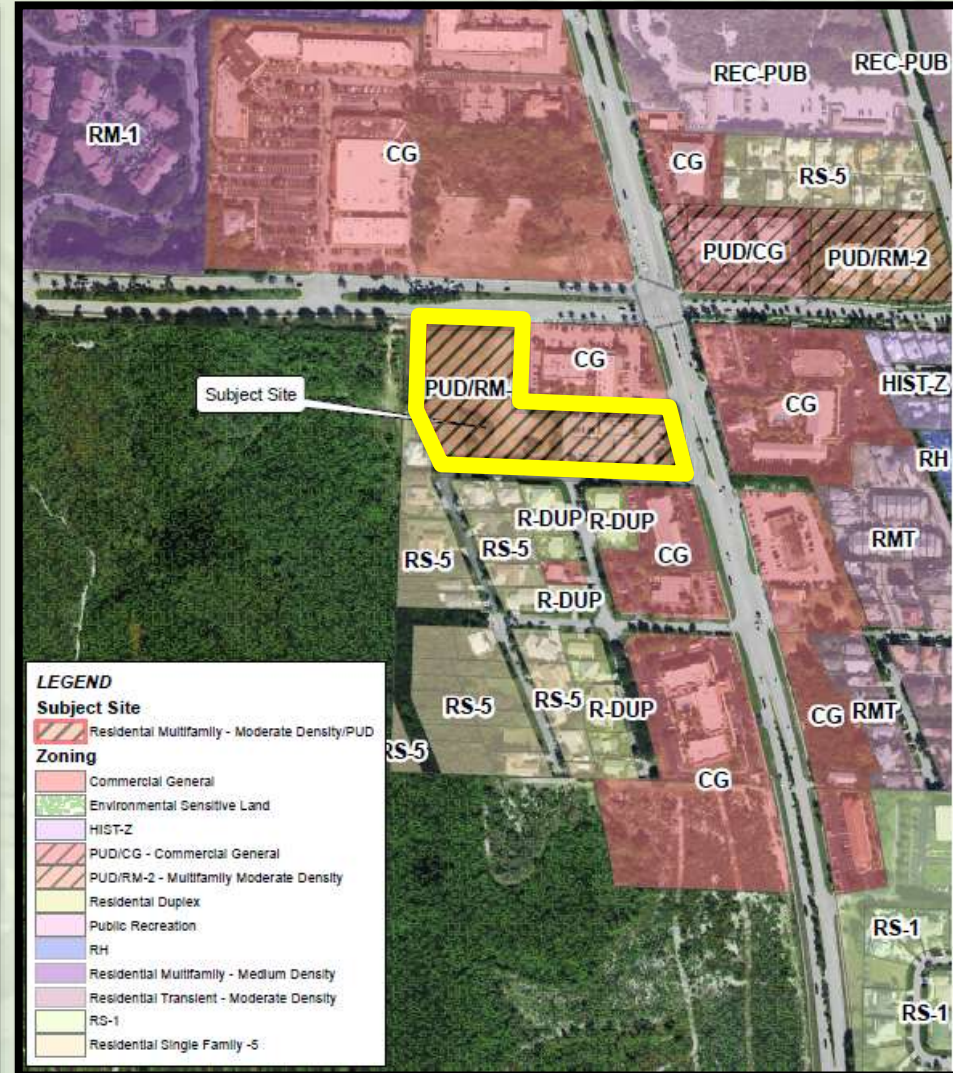 REC-PUB
REC-PUB
RM-1
CG
CG
RS-5
PUD/CG
PUD/RM-2
CG
PUD/RM-
HIST-Z
Subject Site
CG
RH
R-DUP
R-DUP
RMT
RS-5
RS-5
CG
R-DUP
RS-5
RS-5
R-DUP
CG
RMT
RS-5
CG
RS-1
RS-1
LEGEND
Subject Site
Residental Multifamily - Moderate Density/PUD
Zoning
Commercial General
Environmental Sensitive Land
HIST-Z
PUD/CG - Commercial General
PUD/RM-2 - Multifamily Moderate Density
Residental Duplex
Public Recreation
RH
Residential Multifamily - Medium Density
Residential Transient - Moderate Density
RS-1
Residential Single Family -5